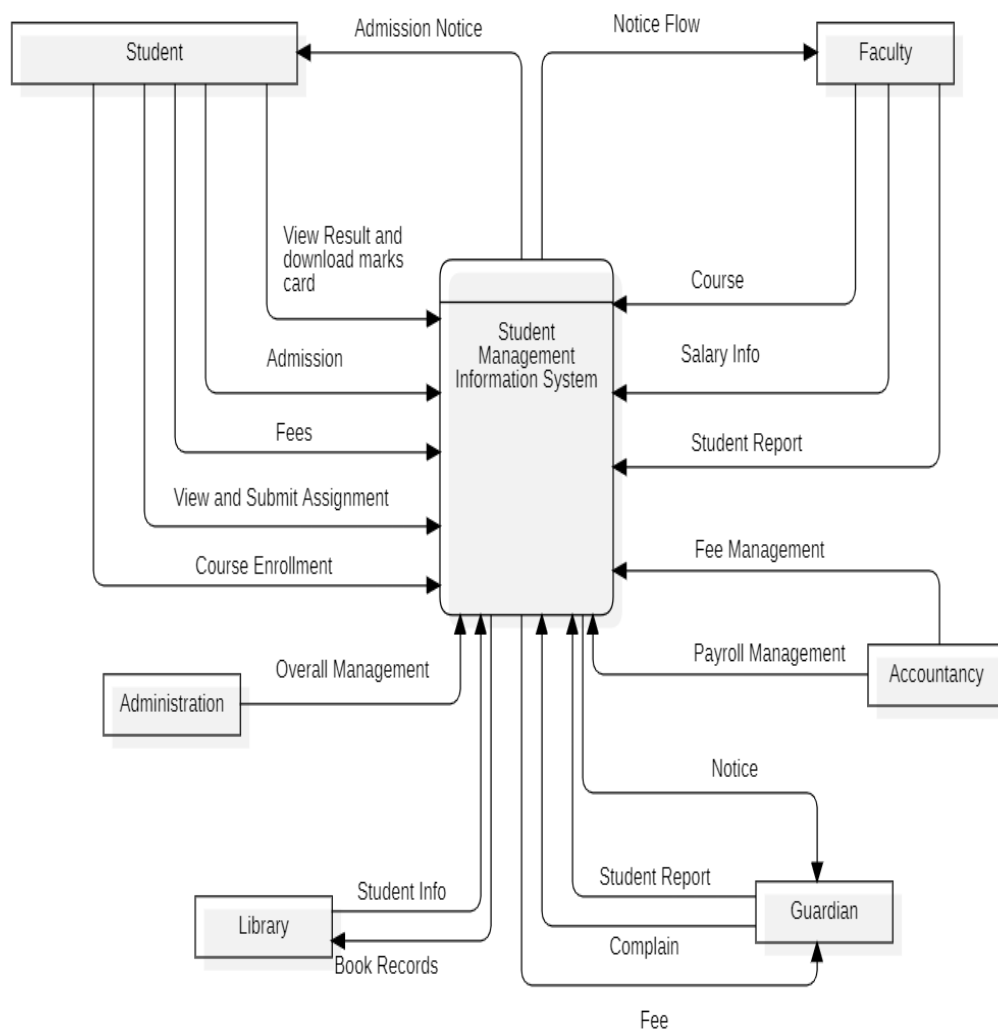 Admission Notice
Notice Flow
Student
Faculty
View Result and
download marks
card
Course
Student
Management
Information System
Admission
Salary Info
Fees
Student Report
View and Submit Assignment
Fee Management
Course Enrollment
Overall Management
Payroll Management
Administration
Accountancy
Notice
Student Info
Student Report
Library
Guardian
Complain
Book Records
Fee